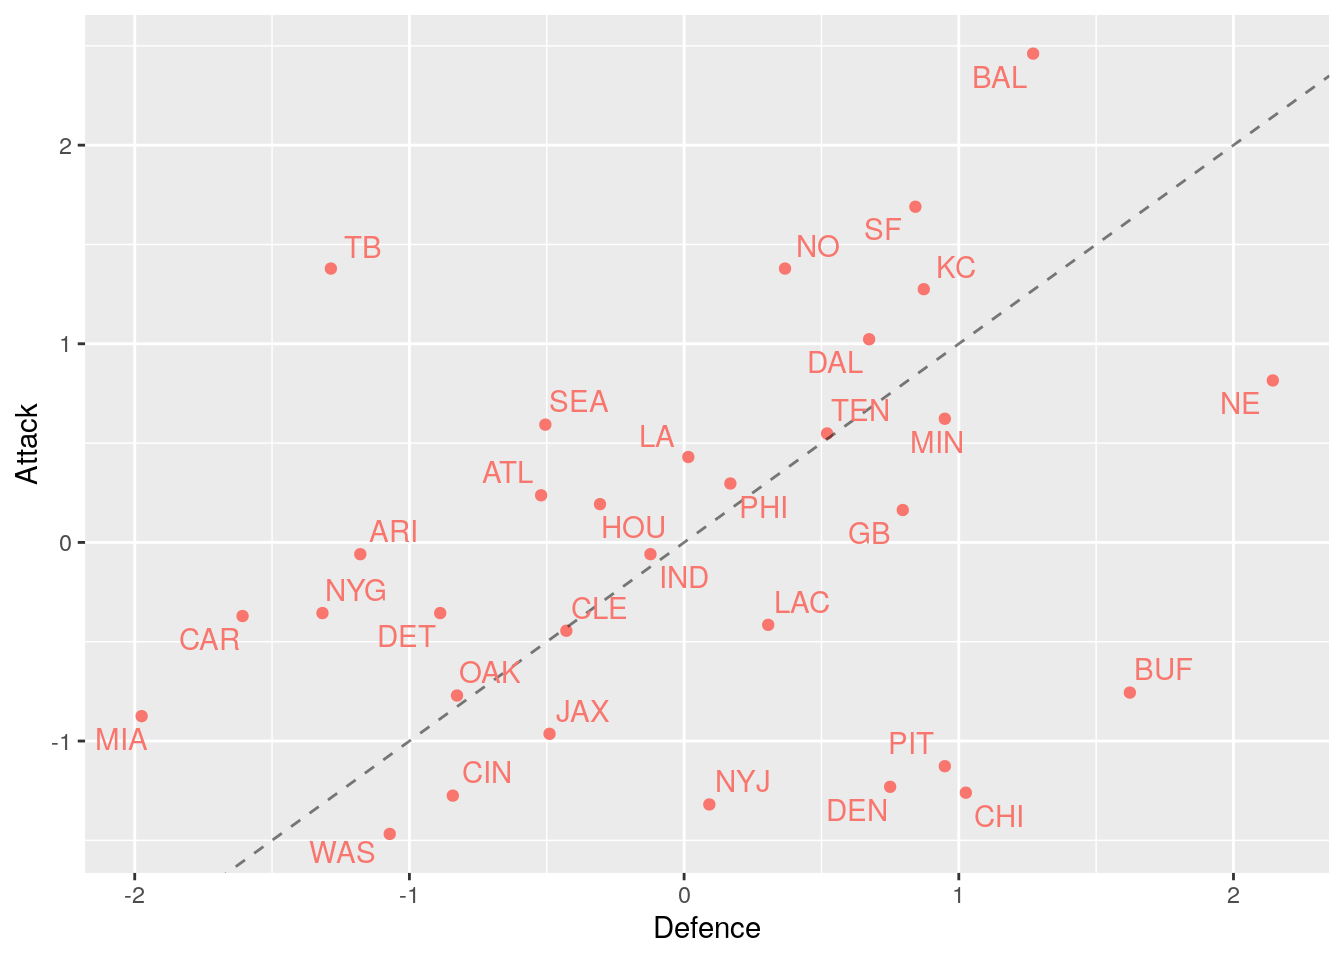 BAL
2
SF
TB
NO
KC
1
DAL
NE
SEA
TEN
LA
MIN
ATL
PHI
HOU
GB
ARI
0
IND
NYG
CLE
LAC
CAR
DET
OAK
BUF
JAX
MIA
-1
PIT
CIN
NYJ
DEN
CHI
WAS
-2
-1
0
1
2
Defence
Attack